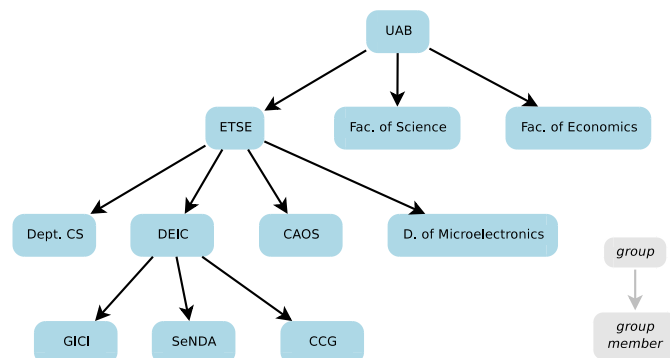 UAB
ETSE
Fac. of Science
Fac. of Economics
Dept. CS
DEIC
CAOS
D. of Microelectronics
group
GICI
SeNDA
CCG
group
member